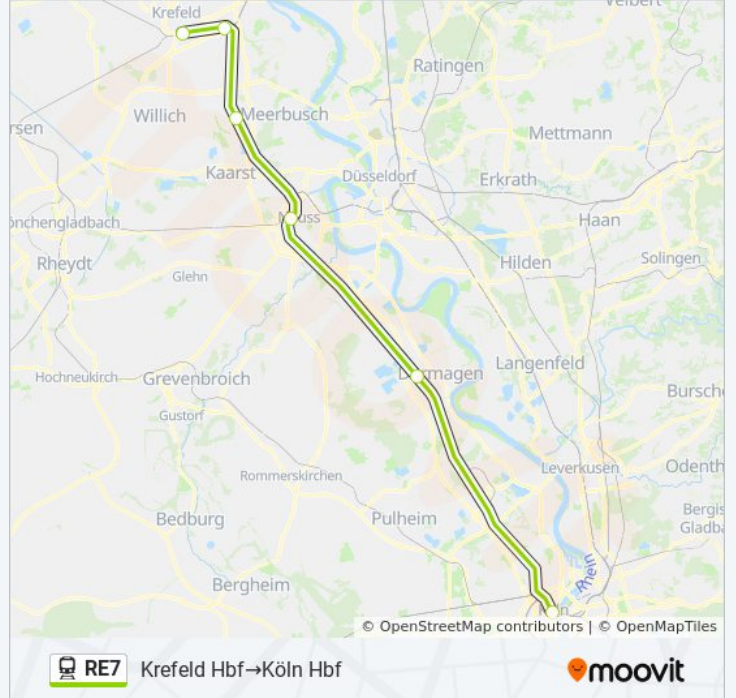 Velbert
Krefeld
Ratingen
Willich
Meerbusch
ersen
Mettmann
Kaarst
Düsseldorf
Erkrath
Neuss
Haan
önchengladbach
Rheydt
Hilden
Solingen
Glehn
Langenfeld
Dormagen
Hochneukirch
Grevenbroich
Bursche
Gustorf
Leverkusen
Odenth
Rommerskirchen
Bedburg
Pulheim
Bergis
Gladba
Rhein
Bergheim
Köln
© OpenStreetMap contributors | © OpenMapTiles
RE7 Krefeld Hbf→Köln Hbf
moovit